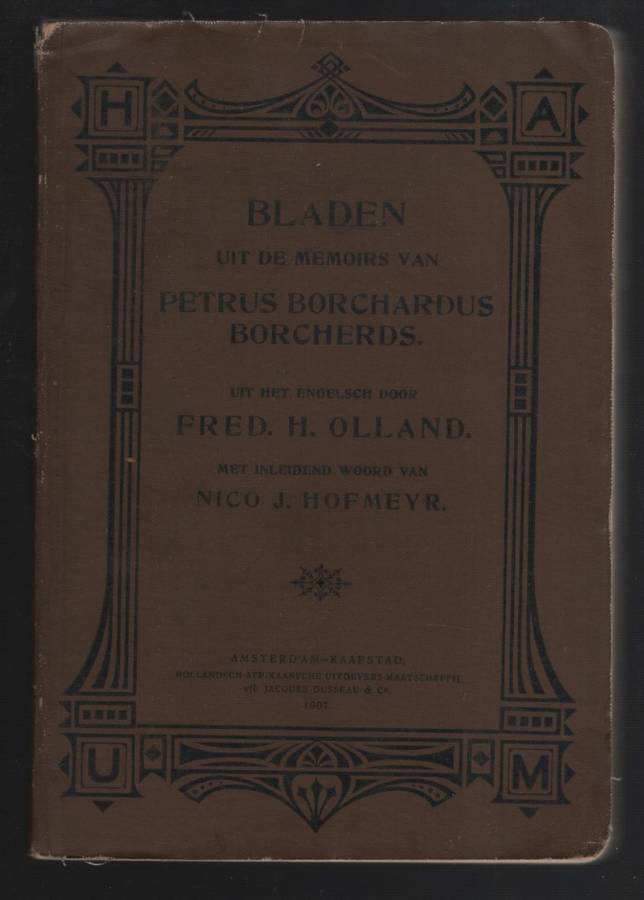 H A
BLADEN
UIT DE MEMOIRS VAN
PETRUS BORCHARDUS
BORCHERDS.
UIT HET ENGELSCH DOOR
FRED. H. OLLAND.
MET INLEIDEND WOORD VAN
NICO J. HOFMEYR.
AMSTERDAM—KAAPSTAD,
HOLLANDSCH-AFRIKAANSCHE UITGEVERS-MAATSCHAPPIJ
v/h JACQUES DUSSEAU & Co.
1907.
U M